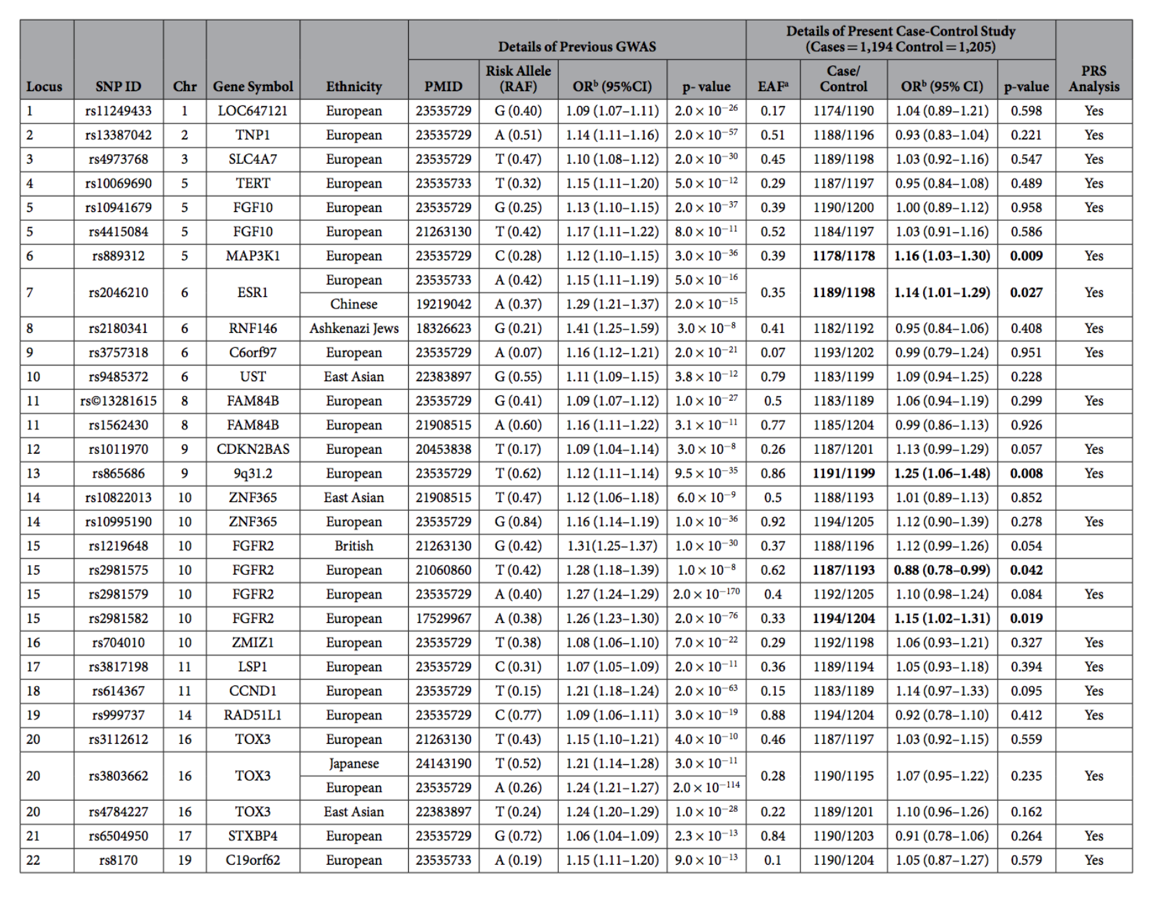 Details of Previous GWAS
Details of Present Case-Control Study
(Cases = 1,194 Control = 1,205)
Locus SNP ID Chr Gene Symbol Ethnicity PMID Risk Allele (RAF) ORᵇ (95%CI) p- value EAFᵃ Case/ Control ORᵇ (95% CI) p-value PRS Analysis
1 rs11249433 1 LOC647121 European 23535729 G (0.40) 1.09 (1.07–1.11) 2.0 × 10⁻²⁶ 0.17 1174/1190 1.04 (0.89–1.21) 0.598 Yes
2 rs13387042 2 TNP1 European 23535729 A (0.51) 1.14 (1.11–1.16) 2.0 × 10⁻⁵⁷ 0.51 1188/1196 0.93 (0.83–1.04) 0.221 Yes
3 rs4973768 3 SLC4A7 European 23535729 T (0.47) 1.10 (1.08–1.12) 2.0 × 10⁻³⁰ 0.45 1189/1198 1.03 (0.92–1.16) 0.547 Yes
4 rs10069690 5 TERT European 23535733 T (0.32) 1.15 (1.11–1.20) 5.0 × 10⁻¹² 0.29 1187/1197 0.95 (0.84–1.08) 0.489 Yes
5 rs10941679 5 FGF10 European 23535729 G (0.25) 1.13 (1.10–1.15) 2.0 × 10⁻³⁷ 0.39 1190/1200 1.00 (0.89–1.12) 0.958 Yes
5 rs4415084 5 FGF10 European 21263130 T (0.42) 1.17 (1.11–1.22) 8.0 × 10⁻¹¹ 0.52 1184/1197 1.03 (0.91–1.16) 0.586
6 rs889312 5 MAP3K1 European 23535729 C (0.28) 1.12 (1.10–1.15) 3.0 × 10⁻³⁶ 0.39 1178/1178 1.16 (1.03–1.30) 0.009 Yes
European 23535733 A (0.42) 1.15 (1.11–1.19) 5.0 × 10⁻¹⁶
7 rs2046210 6 ESR1 0.35 1189/1198 1.14 (1.01–1.29) 0.027 Yes
Chinese 19219042 A (0.37) 1.29 (1.21–1.37) 2.0 × 10⁻¹⁵
8 rs2180341 6 RNF146 Ashkenazi Jews 18326623 G (0.21) 1.41 (1.25–1.59) 3.0 × 10⁻⁸ 0.41 1182/1192 0.95 (0.84–1.06) 0.408 Yes
9 rs3757318 6 C6orf97 European 23535729 A (0.07) 1.16 (1.12–1.21) 2.0 × 10⁻²¹ 0.07 1193/1202 0.99 (0.79–1.24) 0.951 Yes
10 rs9485372 6 UST East Asian 22383897 G (0.55) 1.11 (1.09–1.15) 3.8 × 10⁻¹² 0.79 1183/1199 1.09 (0.94–1.25) 0.228
11 rs©13281615 8 FAM84B European 23535729 G (0.41) 1.09 (1.07–1.12) 1.0 × 10⁻²⁷ 0.5 1183/1189 1.06 (0.94–1.19) 0.299 Yes
11 rs1562430 8 FAM84B European 21908515 A (0.60) 1.16 (1.11–1.22) 3.1 × 10⁻¹¹ 0.77 1185/1204 0.99 (0.86–1.13) 0.926
12 rs1011970 9 CDKN2BAS European 20453838 T (0.17) 1.09 (1.04–1.14) 3.0 × 10⁻⁸ 0.26 1187/1201 1.13 (0.99–1.29) 0.057 Yes
13 rs865686 9 9q31.2 European 23535729 T (0.62) 1.12 (1.11–1.14) 9.5 × 10⁻³⁵ 0.86 1191/1199 1.25 (1.06–1.48) 0.008 Yes
14 rs10822013 10 ZNF365 East Asian 21908515 T (0.47) 1.12 (1.06–1.18) 6.0 × 10⁻⁹ 0.5 1188/1193 1.01 (0.89–1.13) 0.852
14 rs10995190 10 ZNF365 European 23535729 G (0.84) 1.16 (1.14–1.19) 1.0 × 10⁻³⁶ 0.92 1194/1205 1.12 (0.90–1.39) 0.278 Yes
15 rs1219648 10 FGFR2 British 21263130 G (0.42) 1.31(1.25–1.37) 1.0 × 10⁻³⁰ 0.37 1188/1196 1.12 (0.99–1.26) 0.054
15 rs2981575 10 FGFR2 European 21060860 T (0.42) 1.28 (1.18–1.39) 1.0 × 10⁻⁸ 0.62 1187/1193 0.88 (0.78–0.99) 0.042
15 rs2981579 10 FGFR2 European 23535729 A (0.40) 1.27 (1.24–1.29) 2.0 × 10⁻¹⁷⁰ 0.4 1192/1205 1.10 (0.98–1.24) 0.084 Yes
15 rs2981582 10 FGFR2 European 17529967 A (0.38) 1.26 (1.23–1.30) 2.0 × 10⁻⁷⁶ 0.33 1194/1204 1.15 (1.02–1.31) 0.019
16 rs704010 10 ZMIZ1 European 23535729 T (0.38) 1.08 (1.06–1.10) 7.0 × 10⁻²² 0.29 1192/1198 1.06 (0.93–1.21) 0.327 Yes
17 rs3817198 11 LSP1 European 23535729 C (0.31) 1.07 (1.05–1.09) 2.0 × 10⁻¹¹ 0.36 1189/1194 1.05 (0.93–1.18) 0.394 Yes
18 rs614367 11 CCND1 European 23535729 T (0.15) 1.21 (1.18–1.24) 2.0 × 10⁻⁶³ 0.15 1183/1189 1.14 (0.97–1.33) 0.095 Yes
19 rs999737 14 RAD51L1 European 23535729 C (0.77) 1.09 (1.06–1.11) 3.0 × 10⁻¹⁹ 0.88 1194/1204 0.92 (0.78–1.10) 0.412 Yes
20 rs3112612 16 TOX3 European 21263130 T (0.43) 1.15 (1.10–1.21) 4.0 × 10⁻¹⁰ 0.46 1187/1197 1.03 (0.92–1.15) 0.559
Japanese 24143190 T (0.52) 1.21 (1.14–1.28) 3.0 × 10⁻¹¹
20 rs3803662 16 TOX3 0.28 1190/1195 1.07 (0.95–1.22) 0.235 Yes
European 23535729 A (0.26) 1.24 (1.21–1.27) 2.0 × 10⁻¹¹⁴
20 rs4784227 16 TOX3 East Asian 22383897 T (0.24) 1.24 (1.20–1.29) 1.0 × 10⁻²⁸ 0.22 1189/1201 1.10 (0.96–1.26) 0.162
21 rs6504950 17 STXBP4 European 23535729 G (0.72) 1.06 (1.04–1.09) 2.3 × 10⁻¹³ 0.84 1190/1203 0.91 (0.78–1.06) 0.264 Yes
22 rs8170 19 C19orf62 European 23535733 A (0.19) 1.15 (1.11–1.20) 9.0 × 10⁻¹³ 0.1 1190/1204 1.05 (0.87–1.27) 0.579 Yes